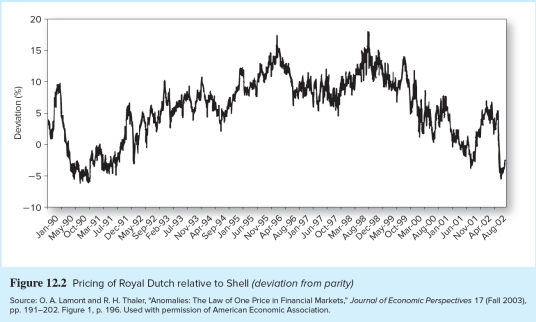 20
15
10
5
0
−5
−10
Deviation (%)
Jan-90
May-90
Oct-90
Mar-91
Jul-91
Dec-91
May-92
Sep-92
Feb-93
Jul-93
Nov-93
Apr-94
Sep-94
Jan-95
Jun-95
Nov-95
Apr-96
Aug-96
Jan-97
Jun-97
Oct-97
Mar-98
Aug-98
Dec-98
May-99
Oct-99
Mar-00
Aug-00
Jan-01
Jun-01
Nov-01
Apr-02
Aug-02
Figure 12.2 Pricing of Royal Dutch relative to Shell (deviation from parity)
Source: O. A. Lamont and R. H. Thaler, “Anomalies: The Law of One Price in Financial Markets,” Journal of Economic Perspectives 17 (Fall 2003),
pp. 191–202. Figure 1, p. 196. Used with permission of American Economic Association.